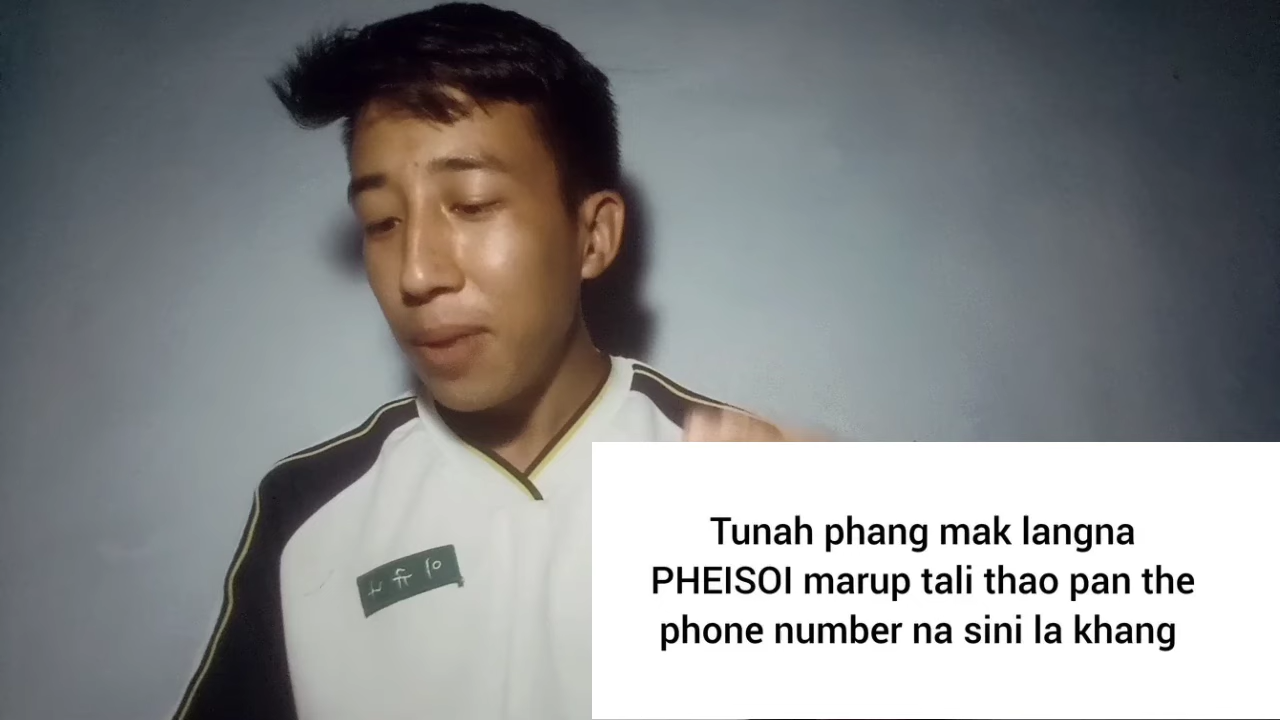 Tunah phang mak langna
PHEISOI marup tali thao pan the
phone number na sini la khang